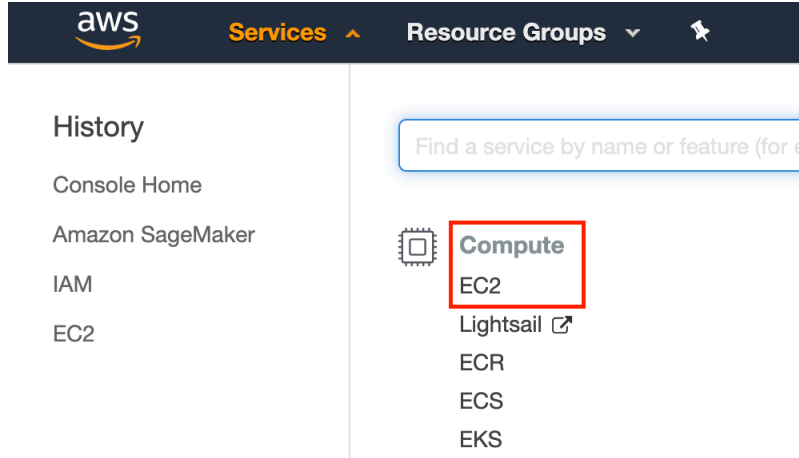 aws Services Resource Groups
History
Console Home
Amazon SageMaker
IAM
EC2
Find a service by name or feature (for e
Compute
EC2
Lightsail
ECR
ECS
EKS